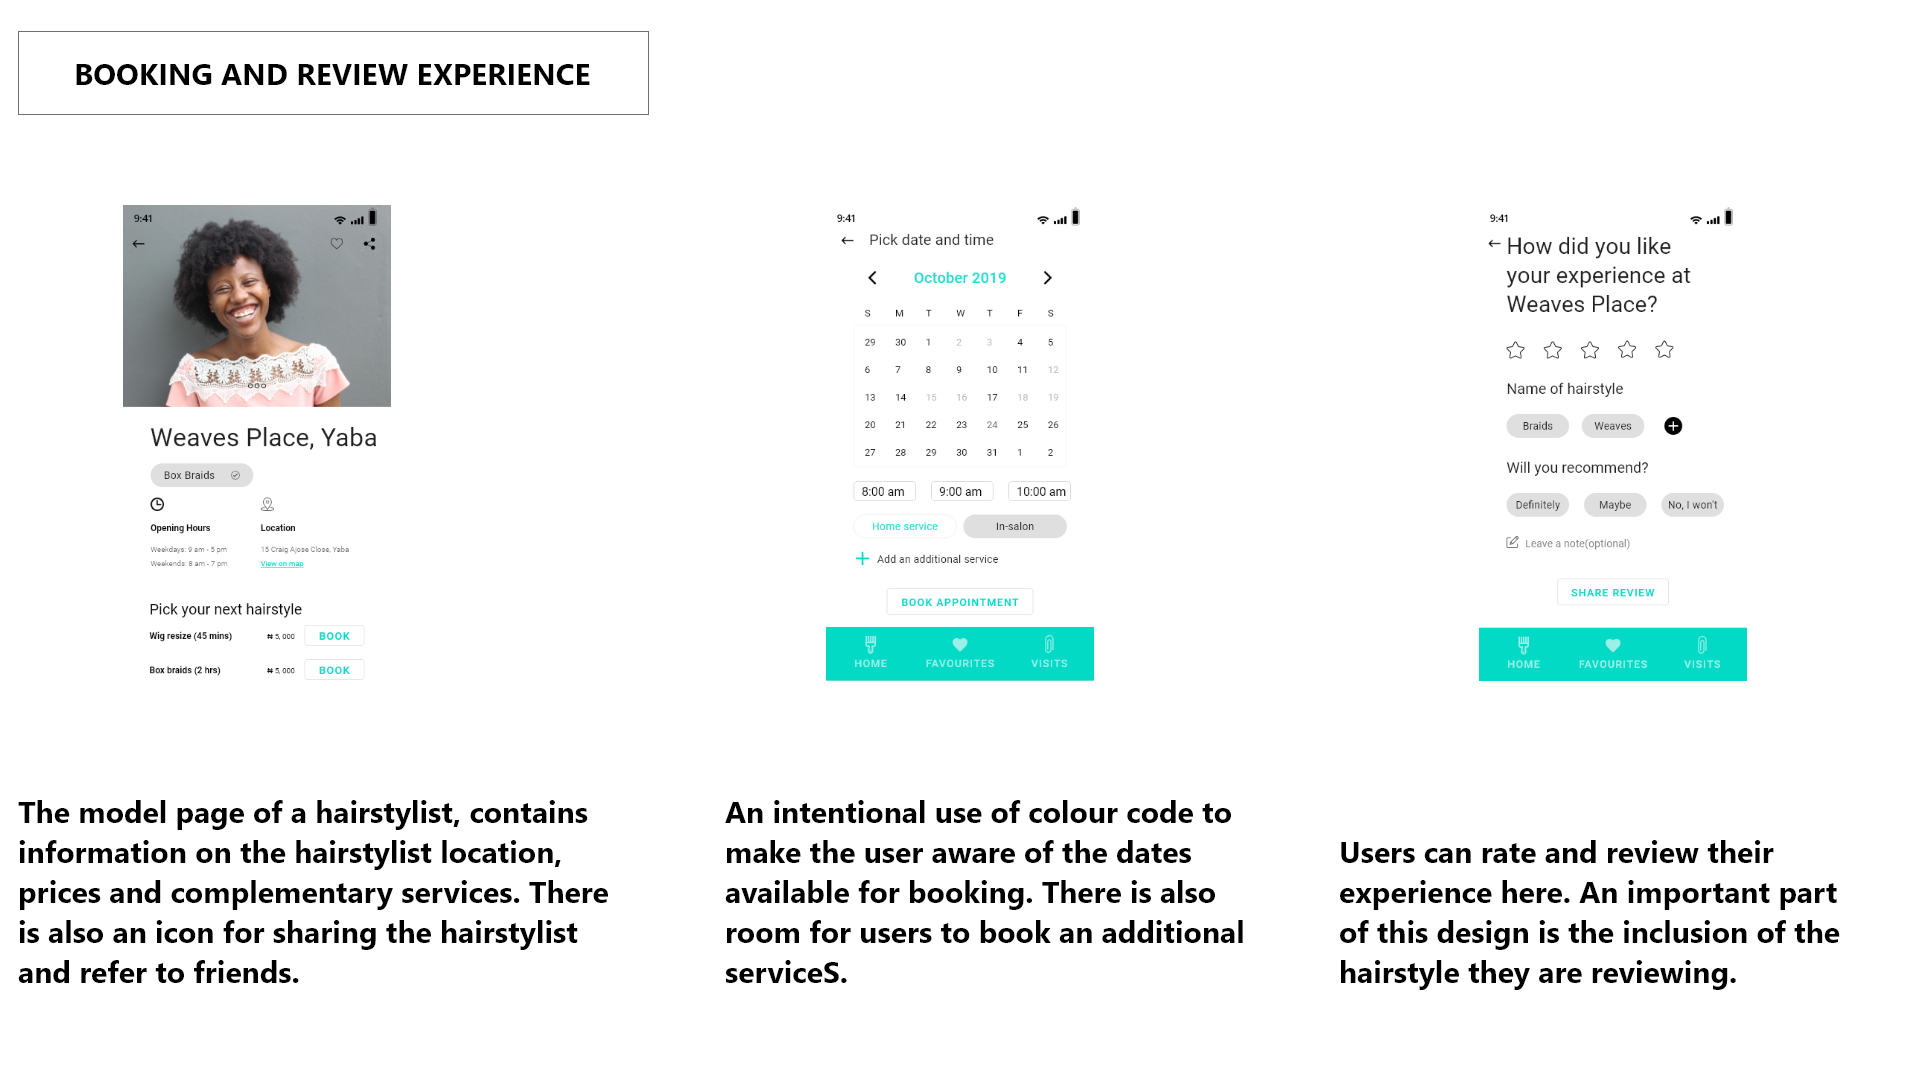 BOOKING AND REVIEW EXPERIENCE
9:41
Weaves Place, Yaba
Box Braids
Opening Hours
Weekdays: 9 am - 5 pm
Weekends: 8 am - 7 pm
Location
15 Craig Ajose Close, Yaba
View on map
Pick your next hairstyle
Wig resize (45 mins) ₦ 5, 000 BOOK
Box braids (2 hrs) ₦ 5, 000 BOOK
The model page of a hairstylist, contains
information on the hairstylist location,
prices and complementary services. There
is also an icon for sharing the hairstylist
and refer to friends.
9:41
Pick date and time
October 2019
S M T W T F S
29 30 1 2 3 4 5
6 7 8 9 10 11 12
13 14 15 16 17 18 19
20 21 22 23 24 25 26
27 28 29 30 31 1 2
8:00 am 9:00 am 10:00 am
Home service In-salon
Add an additional service
BOOK APPOINTMENT
HOME FAVOURITES VISITS
An intentional use of colour code to
make the user aware of the dates
available for booking. There is also
room for users to book an additional
serviceS.
9:41
How did you like
your experience at
Weaves Place?
Name of hairstyle
Braids Weaves
Will you recommend?
Definitely Maybe No, I won't
Leave a note(optional)
SHARE REVIEW
HOME FAVOURITES VISITS
Users can rate and review their
experience here. An important part
of this design is the inclusion of the
hairstyle they are reviewing.